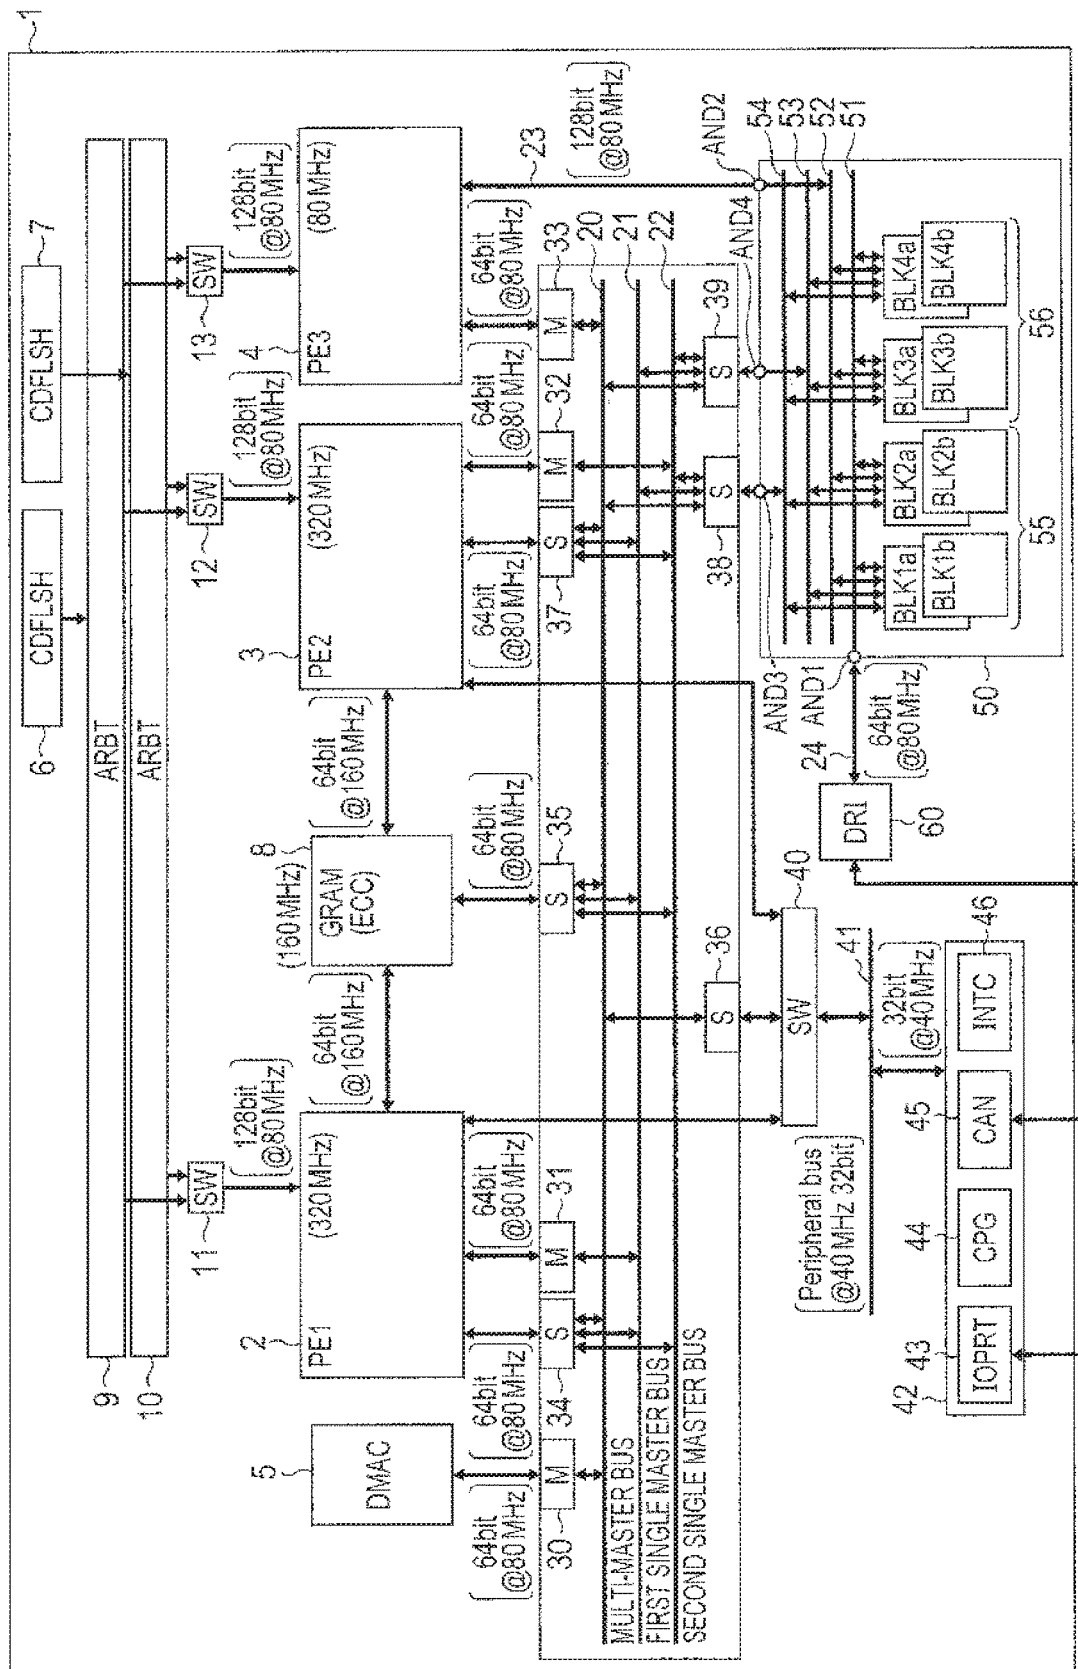 1
6
CDFLSH
7
CDFLSH
ARBT
ARBT
9
10
11
SW
128bit
@80MHz
12
SW
128bit
@80MHz
13
SW
128bit
@80MHz
5
DMAC
2
PE1
(320MHz)
64bit
@160MHz
(160MHz)
8
GRAM
(ECC)
64bit
@160MHz
3
PE2
(320MHz)
4
PE3
(80MHz)
64bit
@80MHz
64bit
@80MHz
64bit
@80MHz
64bit
@80MHz
64bit
@80MHz
64bit
@80MHz
64bit
@80MHz
23
128bit
@80MHz
30
M
34
S
31
M
35
S
37
S
32
M
33
M
20
21
22
MULTI-MASTER BUS
FIRST SINGLE MASTER BUS
SECOND SINGLE MASTER BUS
36
S
38
S
39
S
40
SW
41
Peripheral bus
@40MHz 32bit
32bit
@40MHz
42
43
IOPRT
44
CPG
45
CAN
46
INTC
DRI
60
24
64bit
@80MHz
AND1
AND3
AND4
AND2
54
53
52
51
50
BLK1a
BLK1b
BLK2a
BLK2b
BLK3a
BLK3b
BLK4a
BLK4b
55
56